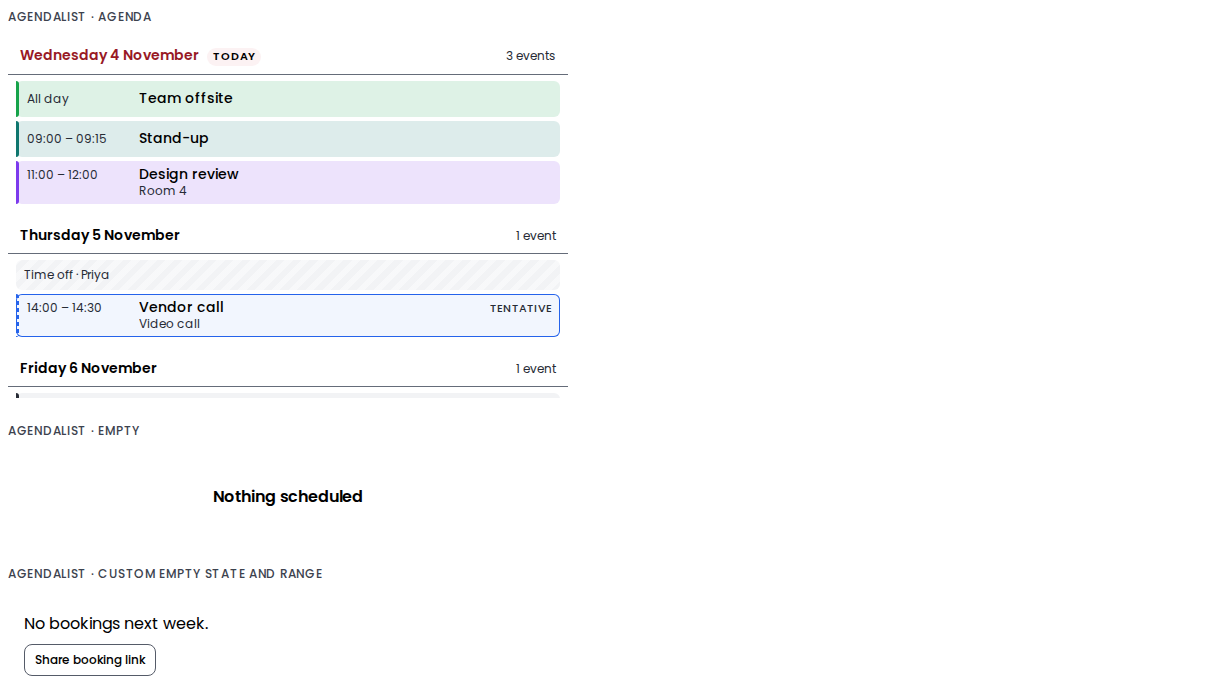 AGENDALIST · AGENDA
Wednesday 4 November TODAY 3 events
All day Team offsite
09:00 – 09:15 Stand-up
11:00 – 12:00 Design review
Room 4
Thursday 5 November 1 event
Time off · Priya
14:00 – 14:30 Vendor call TENTATIVE
Video call
Friday 6 November 1 event
AGENDALIST · EMPTY
Nothing scheduled
AGENDALIST · CUSTOM EMPTY STATE AND RANGE
No bookings next week.
Share booking link